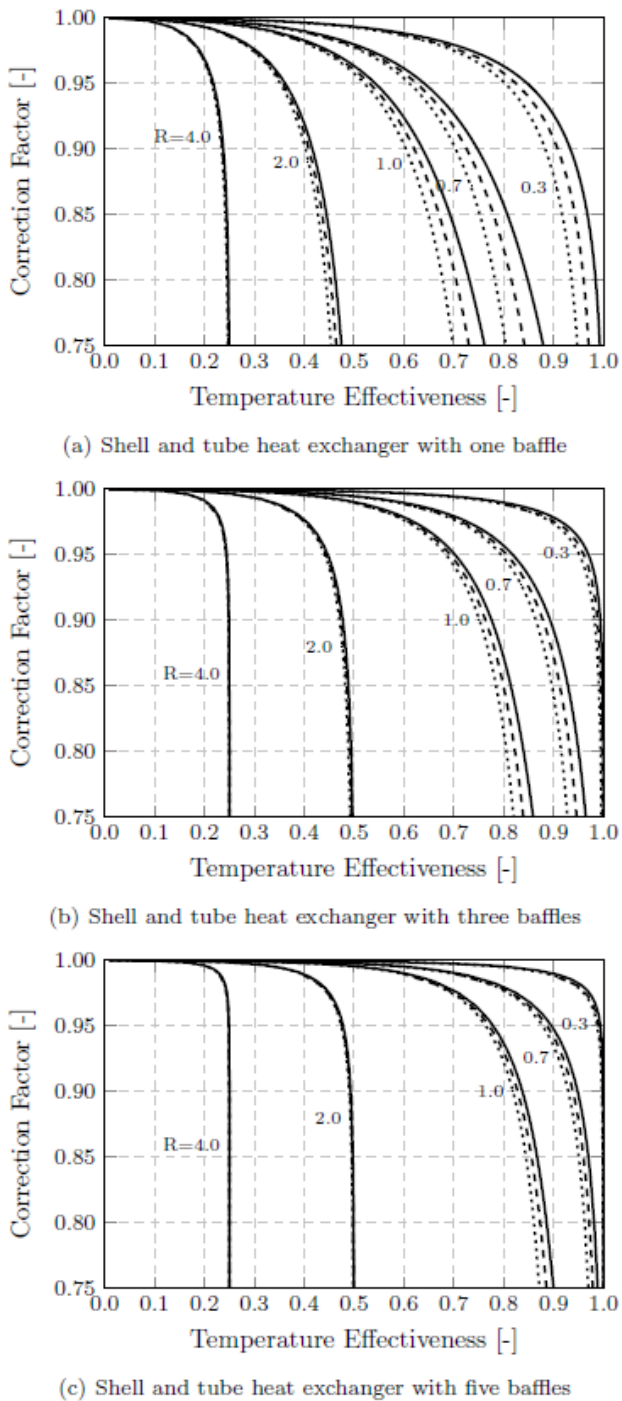 Correction Factor [-]
1.00
0.95
0.90
0.85
0.80
0.75
R=4.0
2.0
1.0
0.7
0.3
0.0 0.1 0.2 0.3 0.4 0.5 0.6 0.7 0.8 0.9 1.0
Temperature Effectiveness [-]
(a) Shell and tube heat exchanger with one baffle
Correction Factor [-]
1.00
0.95
0.90
0.85
0.80
0.75
R=4.0
2.0
1.0
0.7
0.3
0.0 0.1 0.2 0.3 0.4 0.5 0.6 0.7 0.8 0.9 1.0
Temperature Effectiveness [-]
(b) Shell and tube heat exchanger with three baffles
Correction Factor [-]
1.00
0.95
0.90
0.85
0.80
0.75
R=4.0
2.0
1.0
0.7
0.3
0.0 0.1 0.2 0.3 0.4 0.5 0.6 0.7 0.8 0.9 1.0
Temperature Effectiveness [-]
(c) Shell and tube heat exchanger with five baffles